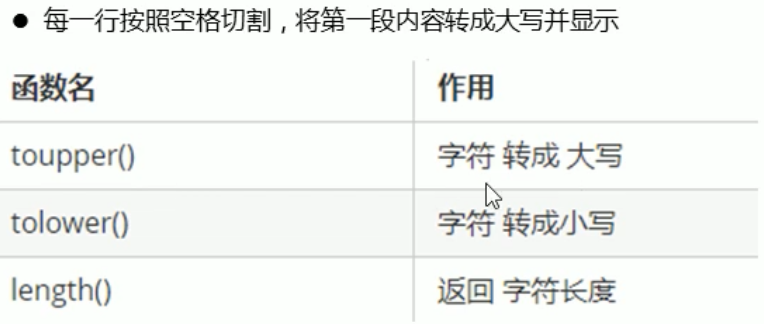 ● 每一行按照空格切割，将第一段内容转成大写并显示
函数名 作用
toupper() 字符 转成 大写
tolower() 字符 转成小写
length() 返回 字符长度